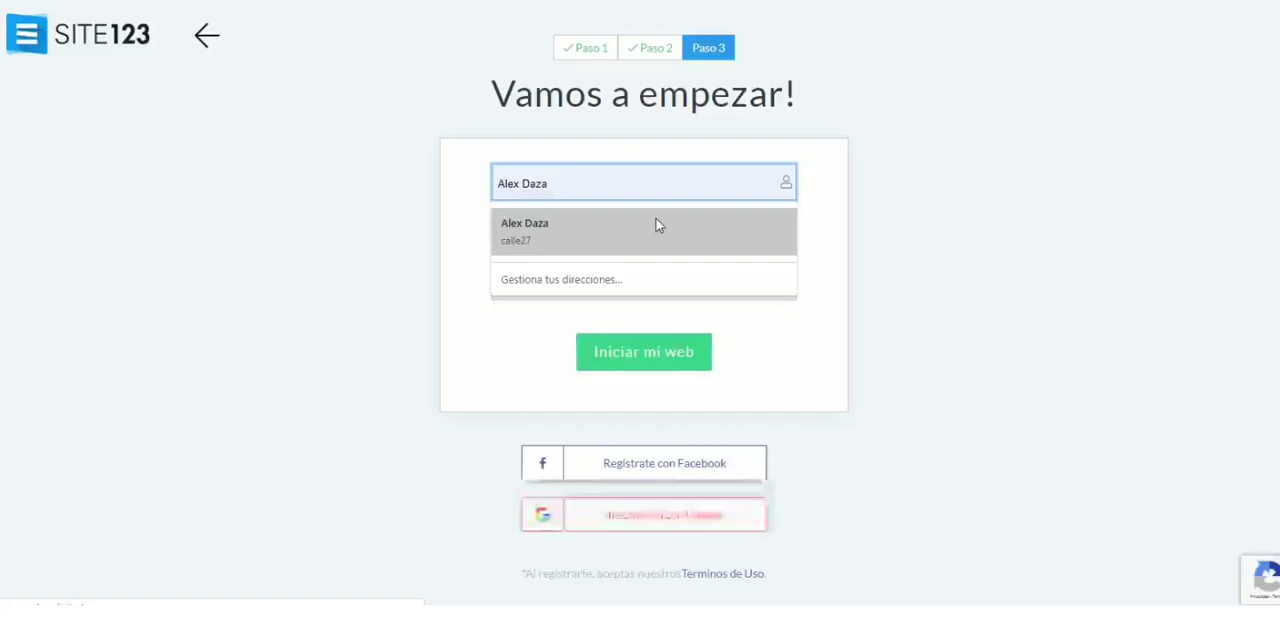 SITE123
Paso 1
Paso 2
Paso 3
Vamos a empezar!
Alex Daza
Alex Daza
calle27
Gestiona tus direcciones...
Iniciar mi web
Regístrate con Facebook
*Al registrarte, aceptas nuestros Terminos de Uso.